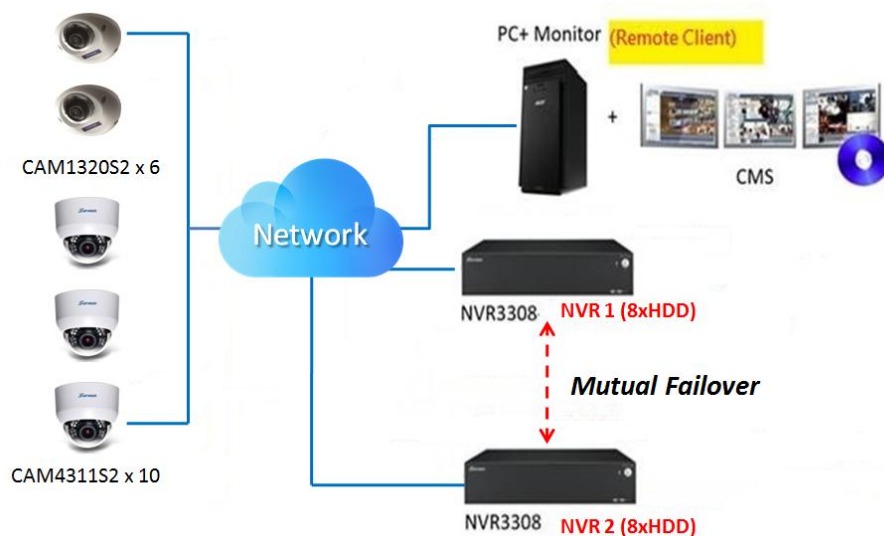 PC+ Monitor (Remote Client)
+
CMS
CAM1320S2 x 6
Network
NVR3308
NVR 1 (8xHDD)
Mutual Failover
CAM4311S2 x 10
NVR3308
NVR 2 (8xHDD)